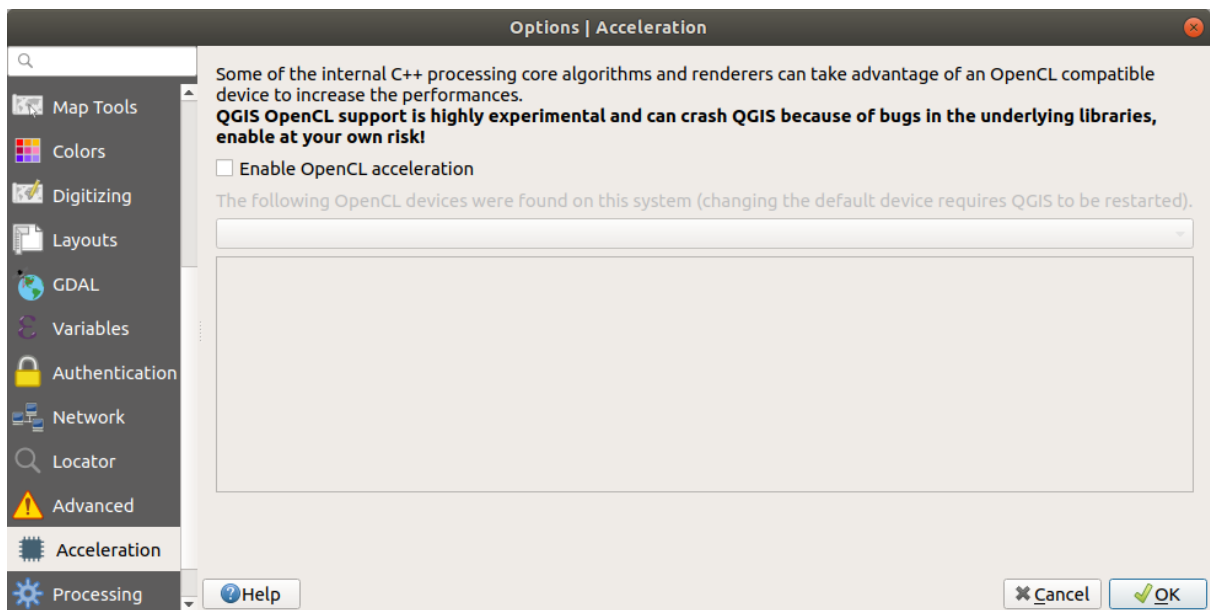 Options | Acceleration
Map Tools
Colors
Digitizing
Layouts
GDAL
Variables
Authentication
Network
Locator
Advanced
Acceleration
Processing
Some of the internal C++ processing core algorithms and renderers can take advantage of an OpenCL compatible
device to increase the performances.
QGIS OpenCL support is highly experimental and can crash QGIS because of bugs in the underlying libraries,
enable at your own risk!
Enable OpenCL acceleration
The following OpenCL devices were found on this system (changing the default device requires QGIS to be restarted).
Help
Cancel
OK